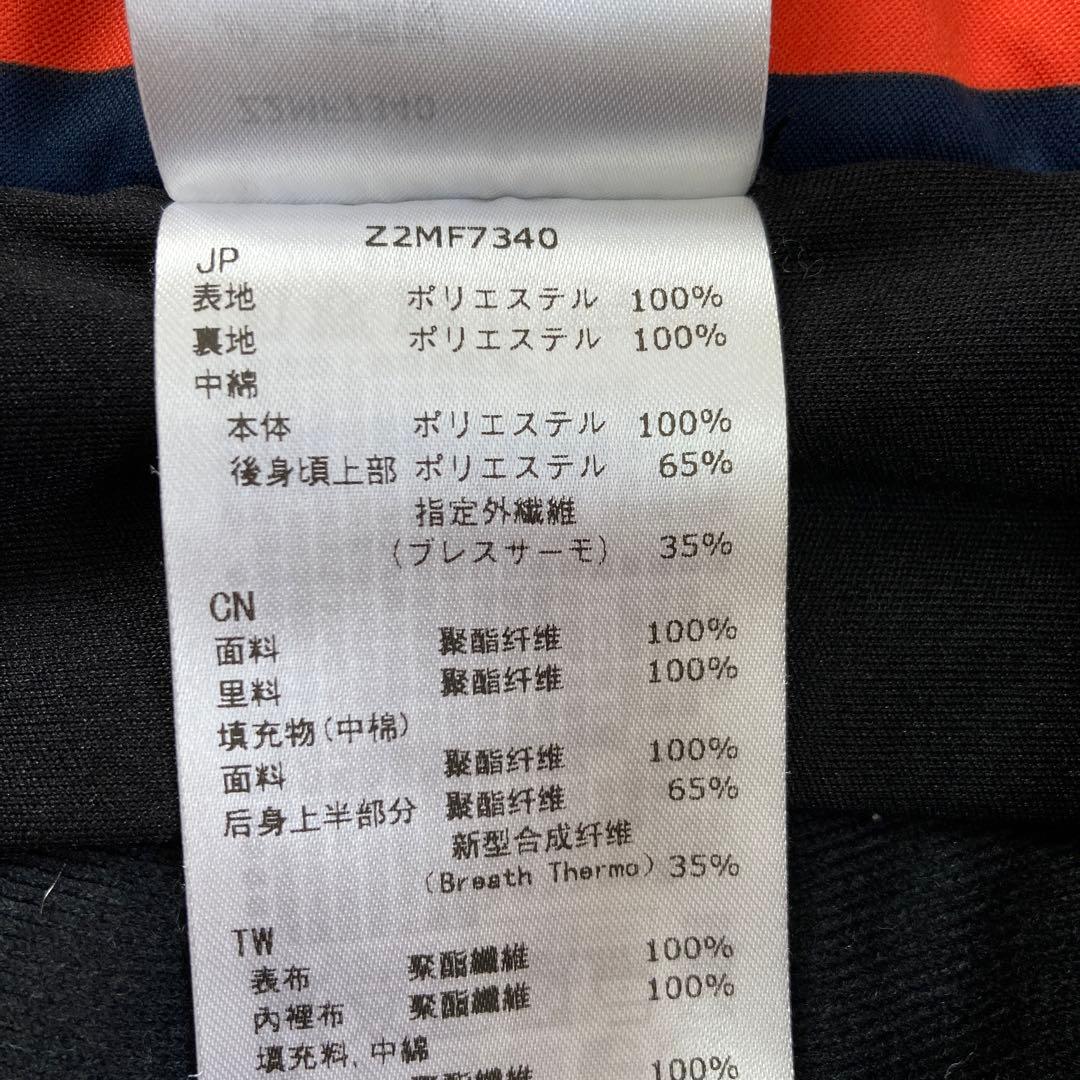 Z2MF7340
JP
表地 ポリエステル 100%
裏地 ポリエステル 100%
中綿
本体 ポリエステル 100%
後身頃上部 ポリエステル 65%
指定外繊維
(ブレスサーモ) 35%
CN
面料 聚酯纤维 100%
里料 聚酯纤维 100%
填充物(中棉)
面料 聚酯纤维 100%
后身上半部分 聚酯纤维 65%
新型合成纤维
(Breath Thermo) 35%
TW
表布 聚酯纖維 100%
內裡布 聚酯纖維 100%
填充料,中綿
聚酯纖維 100%